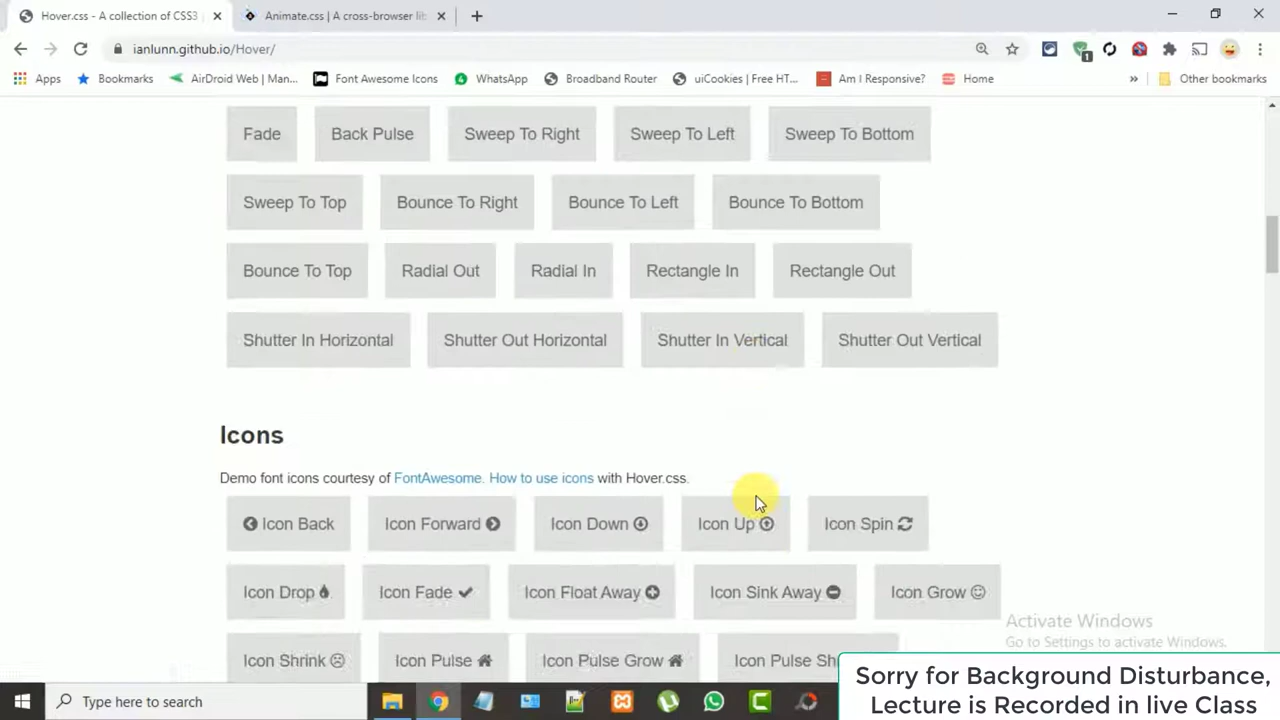 Hover.css - A collection of CSS3
Animate.css | A cross-browser lib
ianlunn.github.io/Hover/
1
Apps
Bookmarks
AirDroid Web | Man...
Font Awesome Icons
WhatsApp
Broadband Router
uiCookies | Free HT...
Am I Responsive?
Home
»
Other bookmarks
Fade
Back Pulse
Sweep To Right
Sweep To Left
Sweep To Bottom
Sweep To Top
Bounce To Right
Bounce To Left
Bounce To Bottom
Bounce To Top
Radial Out
Radial In
Rectangle In
Rectangle Out
Shutter In Horizontal
Shutter Out Horizontal
Shutter In Vertical
Shutter Out Vertical
Icons
Demo font icons courtesy of FontAwesome. How to use icons with Hover.css.
Icon Back
Icon Forward
Icon Down
Icon Up
Icon Spin
Icon Drop
Icon Fade
Icon Float Away
Icon Sink Away
Icon Grow
Icon Shrink
Icon Pulse
Icon Pulse Grow
Icon Pulse Sh
Activate Windows
Go to Settings to activate Windows.
Sorry for Background Disturbance,
Lecture is Recorded in live Class
Type here to search